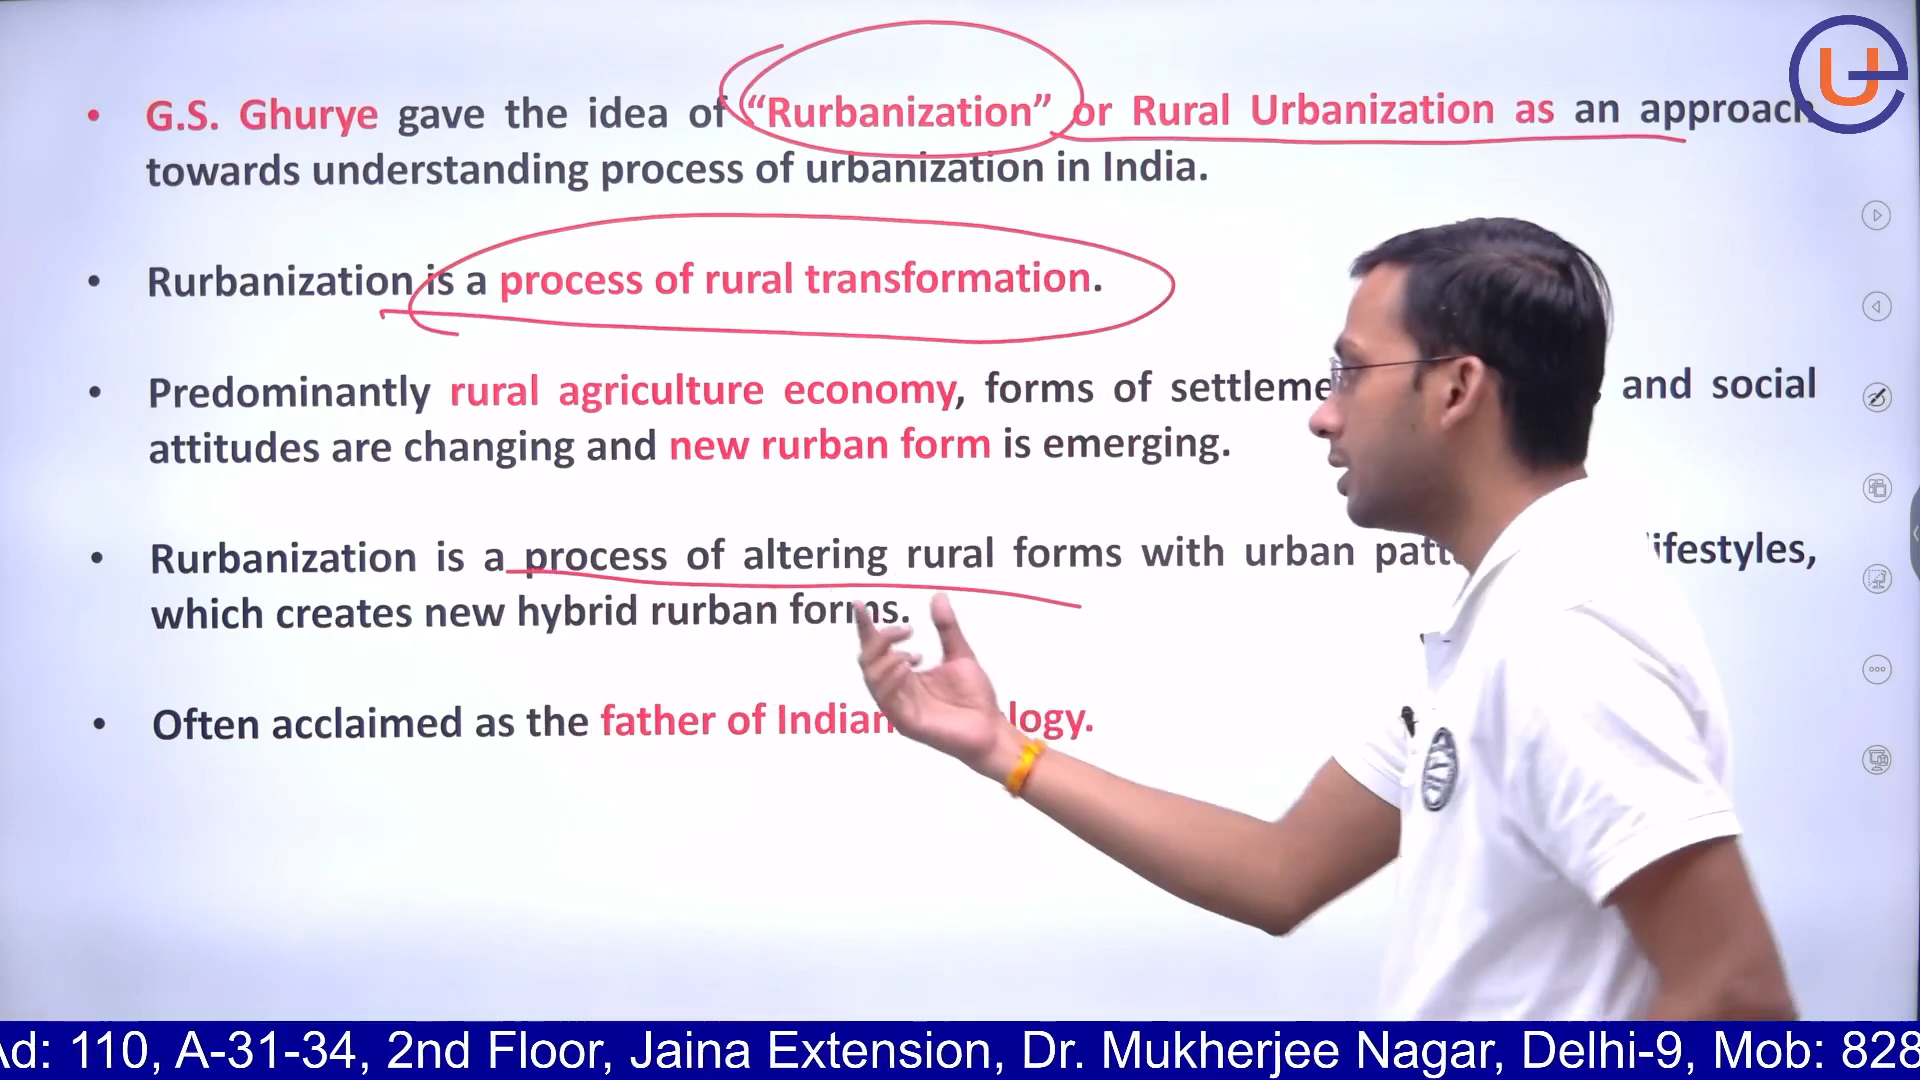 • G.S. Ghurye gave the idea of “Rurbanization” or Rural Urbanization as an approach
towards understanding process of urbanization in India.
• Rurbanization is a process of rural transformation.
• Predominantly rural agriculture economy, forms of and social
attitudes are changing and new rurban form is emerging.
• Rurbanization is a process of altering rural forms with urban lifestyles,
which creates new hybrid rurban forms.
• Often acclaimed as the father of Indian
Ad: 110, A-31-34, 2nd Floor, Jaina Extension, Dr. Mukherjee Nagar, Delhi-9, Mob: 828